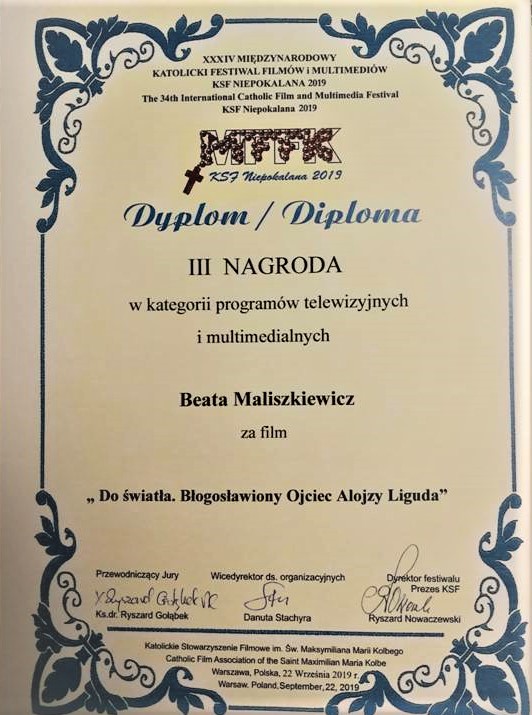 XXXIV MIĘDZYNARODOWY
KATOLICKI FESTIWAL FILMÓW i MULTIMEDIÓW
KSF NIEPOKALANA 2019
The 34th International Catholic Film and Multimedia Festival
KSF Niepokalana 2019
MFFK
KSF Niepokalana 2019
Dyplom / Diploma
III NAGRODA
w kategorii programów telewizyjnych
i multimedialnych
Beata Maliszkiewicz
za film
„ Do światła. Błogosławiony Ojciec Alojzy Liguda”
Przewodniczący Jury
Ks.dr. Ryszard Gołąbek
Wicedyrektor ds. organizacyjnych
Danuta Stachyra
Dyrektor festiwalu
Prezes KSF
Ryszard Nowaczewski
Katolickie Stowarzyszenie Filmowe im. Św. Maksymiliana Marii Kolbego
Catholic Film Association of the Saint Maximilian Maria Kolbe
Warszawa, Polska, 22 Września 2019 r.
Warsaw. Poland,September,22, 2019